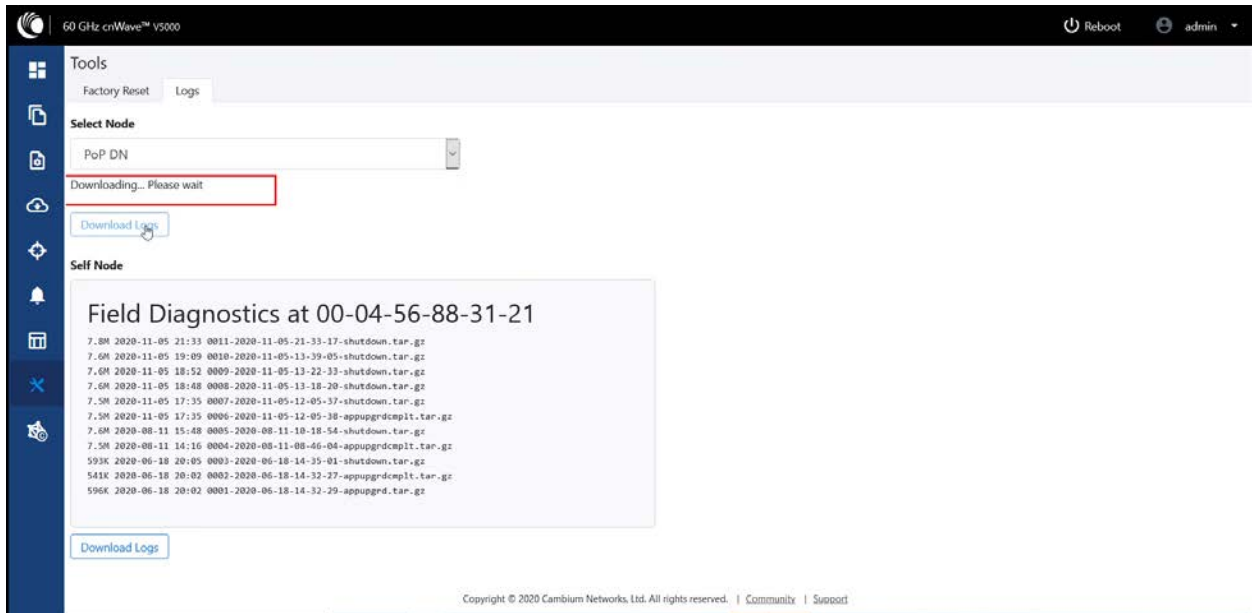 60 GHz cnWave™ V5000
Reboot
admin
Tools
Factory Reset
Logs
Select Node
PoP DN
Downloading... Please wait
Download Logs
Self Node
Field Diagnostics at 00-04-56-88-31-21
7.8M 2020-11-05 21:33 0011-2020-11-05-21-33-17-shutdown.tar.gz
7.6M 2020-11-05 19:09 0010-2020-11-05-13-39-05-shutdown.tar.gz
7.6M 2020-11-05 18:52 0009-2020-11-05-13-22-33-shutdown.tar.gz
7.6M 2020-11-05 18:48 0008-2020-11-05-13-18-20-shutdown.tar.gz
7.5M 2020-11-05 17:35 0007-2020-11-05-12-05-37-shutdown.tar.gz
7.5M 2020-11-05 17:35 0006-2020-11-05-12-05-38-appupgrdcmplt.tar.gz
7.6M 2020-08-11 15:48 0005-2020-08-11-10-18-54-shutdown.tar.gz
7.5M 2020-08-11 14:16 0004-2020-08-11-08-46-04-appupgrdcmplt.tar.gz
593K 2020-06-18 20:05 0003-2020-06-18-14-35-01-shutdown.tar.gz
541K 2020-06-18 20:02 0002-2020-06-18-14-32-27-appupgrdcmplt.tar.gz
596K 2020-06-18 20:02 0001-2020-06-18-14-32-29-appupgrd.tar.gz
Download Logs
Copyright © 2020 Cambium Networks, Ltd. All rights reserved. | Community | Support